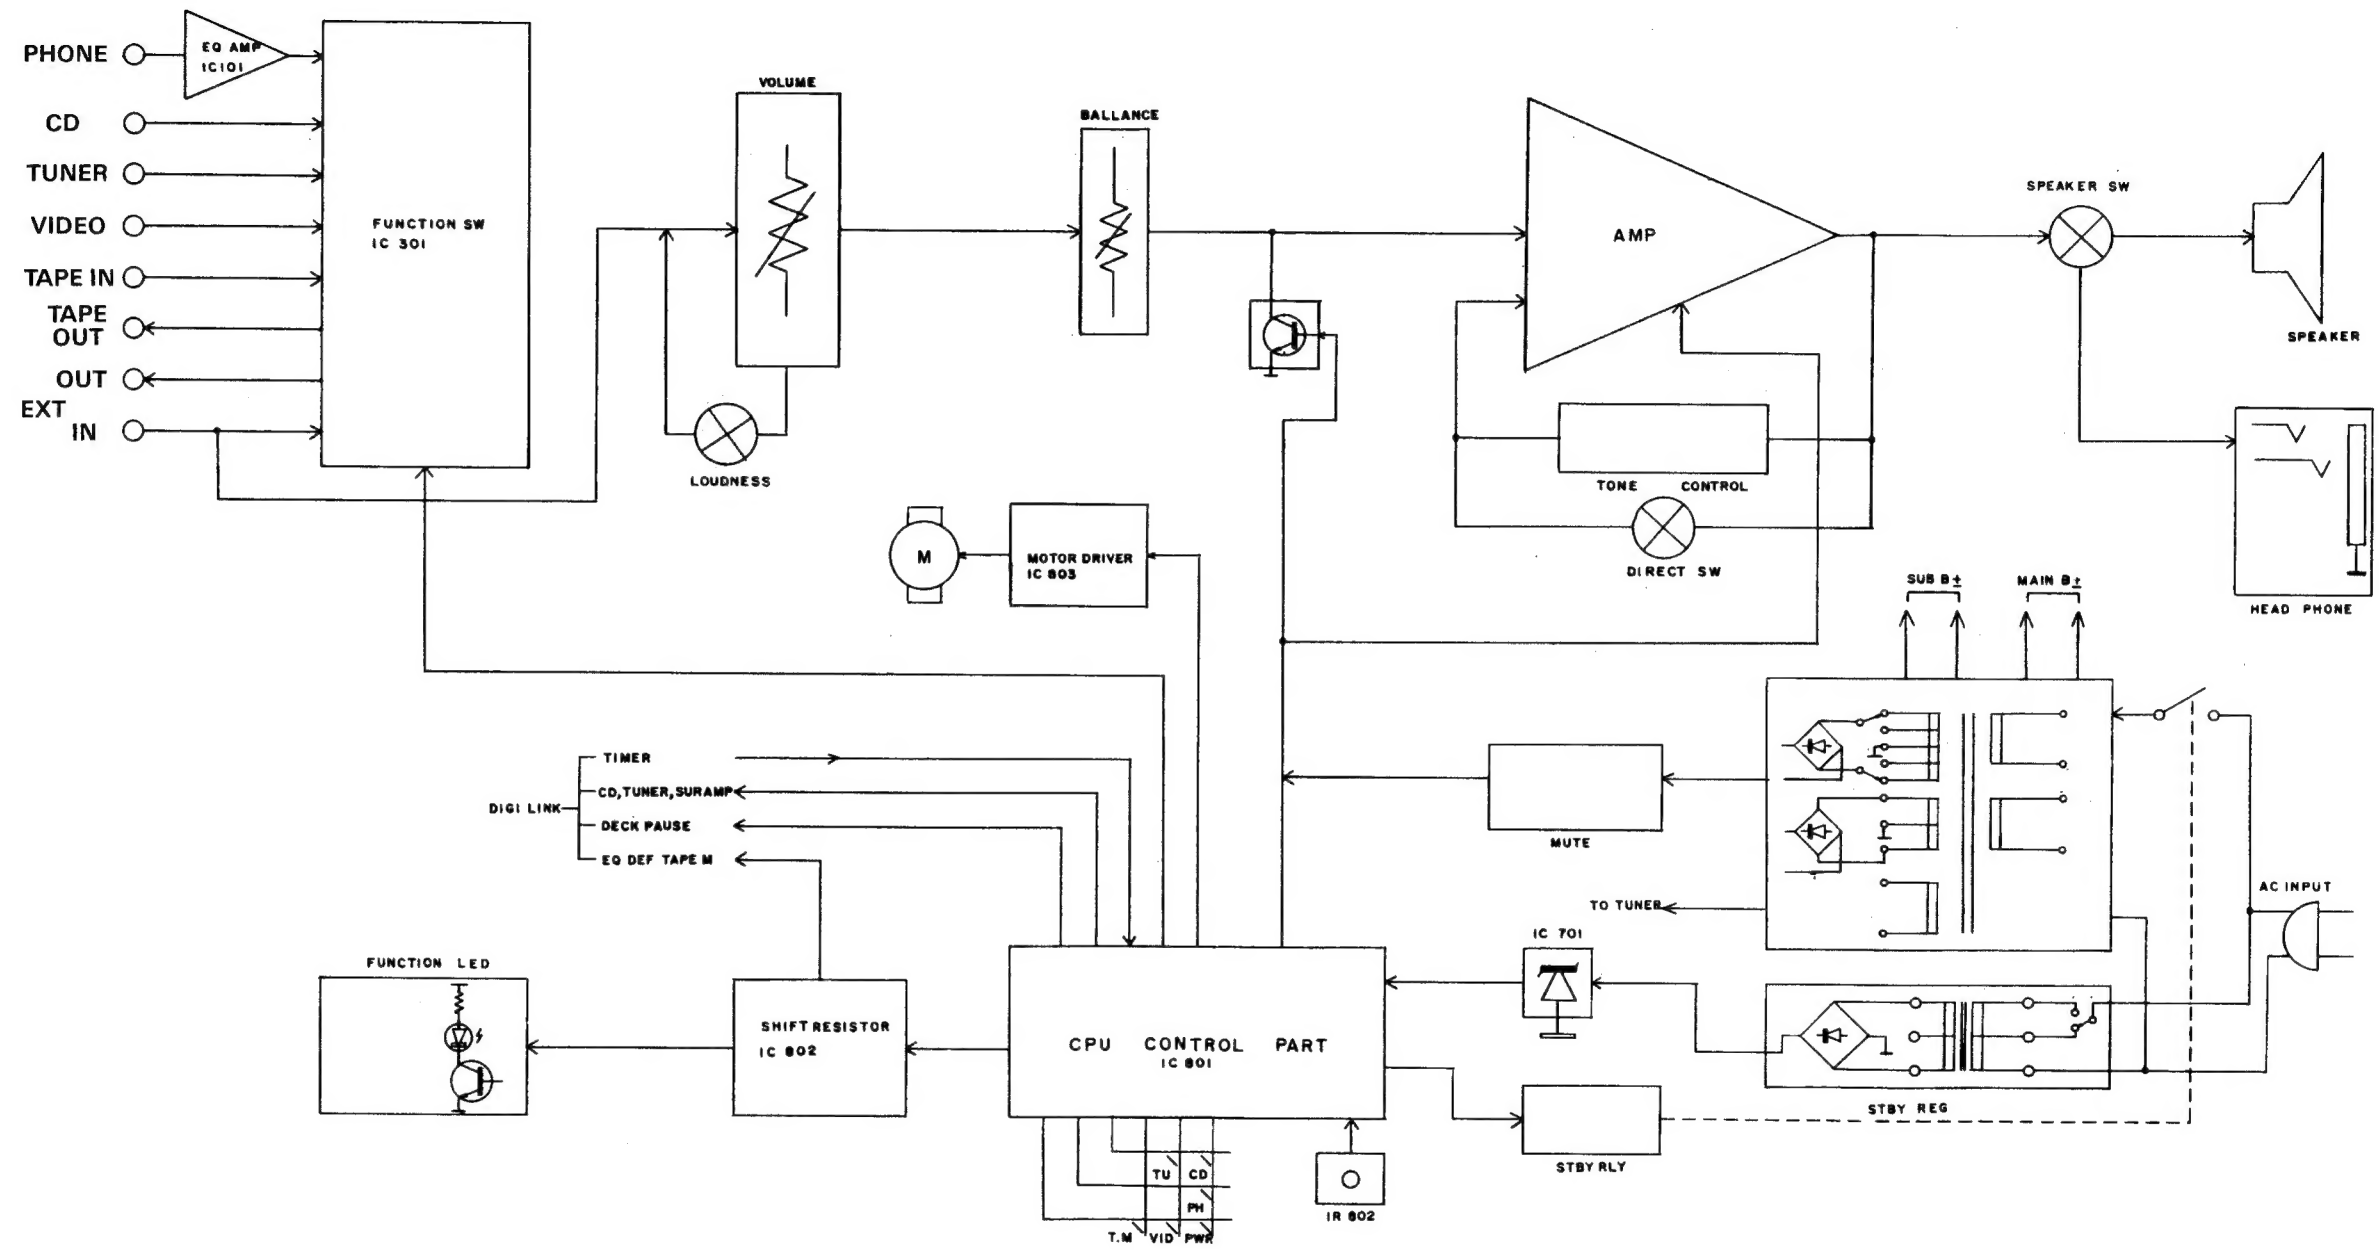 PHONE
EQ AMP
IC101
CD
TUNER
VIDEO
TAPE IN
TAPE
OUT
OUT
EXT
IN
FUNCTION SW
IC 301
VOLUME
LOUDNESS
BALLANCE
AMP
TONE CONTROL
DIRECT SW
SPEAKER SW
SPEAKER
HEAD PHONE
M
MOTOR DRIVER
IC 803
SUB B±
MAIN B±
DIGI LINK
TIMER
CD, TUNER, SURAMP
DECK PAUSE
EQ DEF TAPE M
MUTE
TO TUNER
AC INPUT
IC 701
FUNCTION LED
SHIFT RESISTOR
IC 802
CPU CONTROL PART
IC 801
STBY REG
STBY RLY
IR 802
TU CD
PH
T.M VID PWR